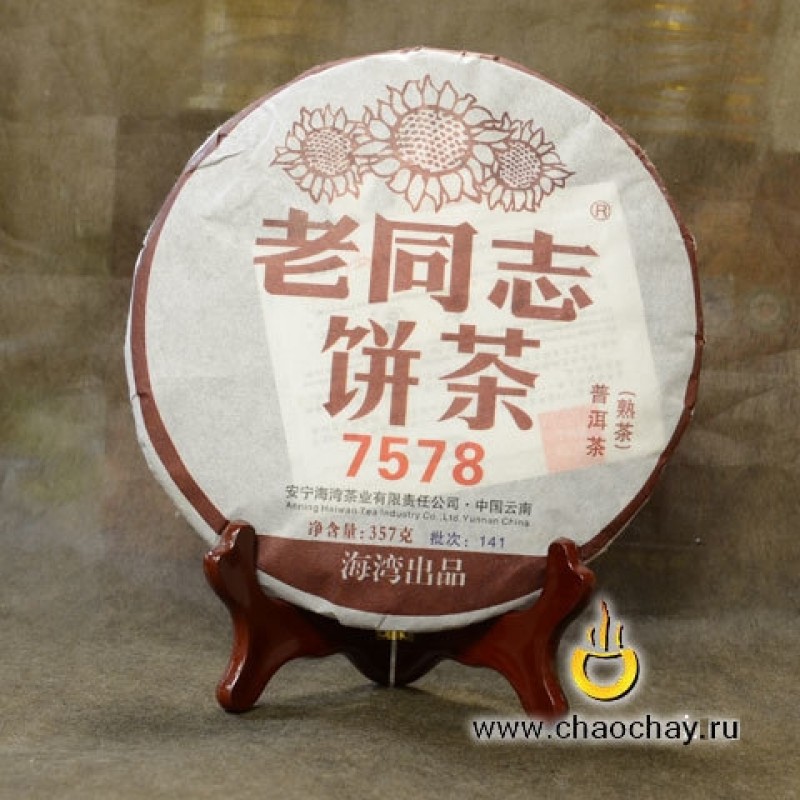 ®
老同志
饼茶
(熟茶)
普洱茶
7578
安宁海湾茶业有限责任公司·中国云南
Anning Haiwan Tea Industry Co.,Ltd.Yunnan China
净含量:357克 批次:141
海湾出品
www.chaochay.ru